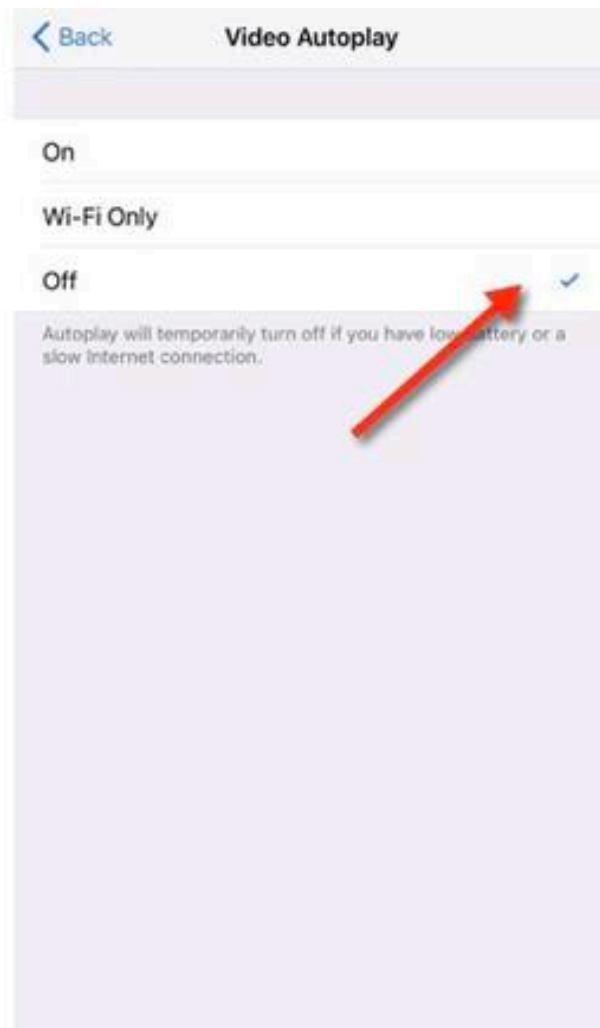 Back Video Autoplay
On
Wi-Fi Only
Off
Autoplay will temporarily turn off if you have low battery or a
slow Internet connection.